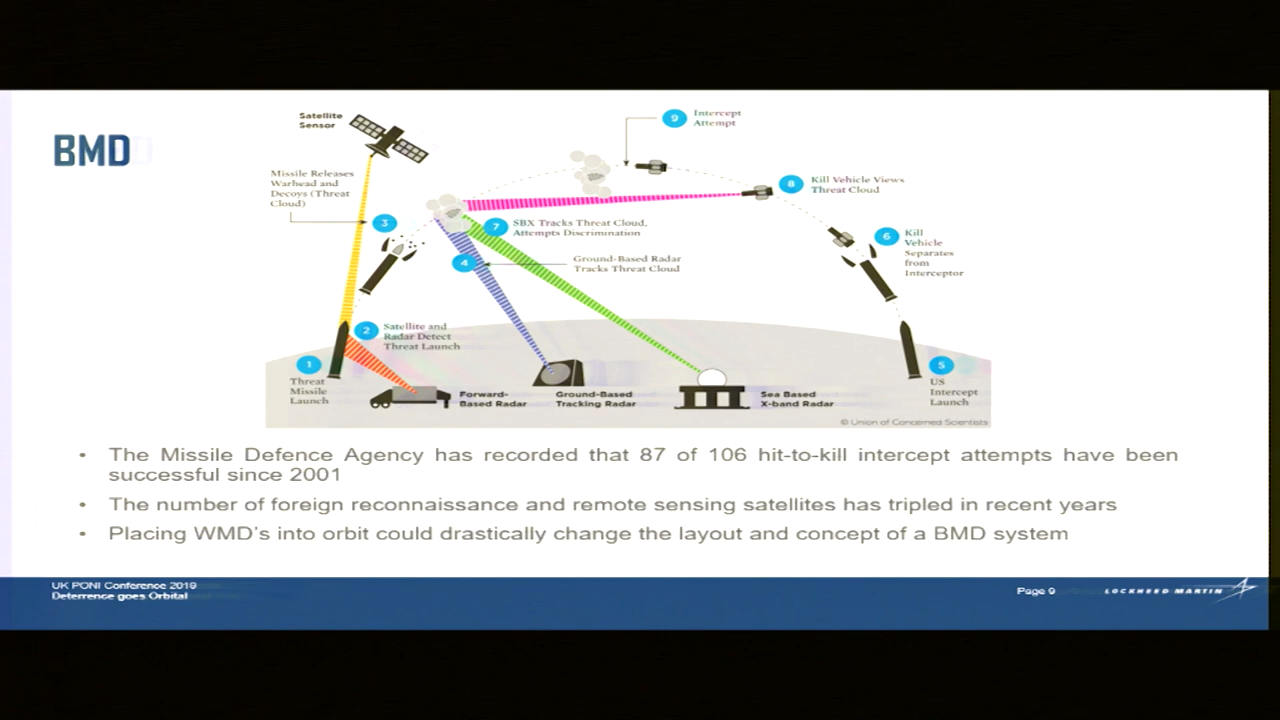 BMD
Satellite
Sensor
Missile Releases
Warhead and
Decoys (Threat
Cloud)
3
9
Intercept
Attempt
8
Kill Vehicle Views
Threat Cloud
7
SBX Tracks Threat Cloud,
Attempts Discrimination
6
Kill
Vehicle
Separates
from
Interceptor
4
Ground-Based Radar
Tracks Threat Cloud
2
Satellite and
Radar Detect
Threat Launch
1
Threat
Missile
Launch
Forward-
Based Radar
Ground-Based
Tracking Radar
Sea Based
X-band Radar
5
US
Intercept
Launch
© Union of Concerned Scientists
• The Missile Defence Agency has recorded that 87 of 106 hit-to-kill intercept attempts have been
successful since 2001
• The number of foreign reconnaissance and remote sensing satellites has tripled in recent years
• Placing WMD's into orbit could drastically change the layout and concept of a BMD system
UK PONI Conference 2019
Deterrence goes Orbital
Page 9
LOCKHEED MARTIN